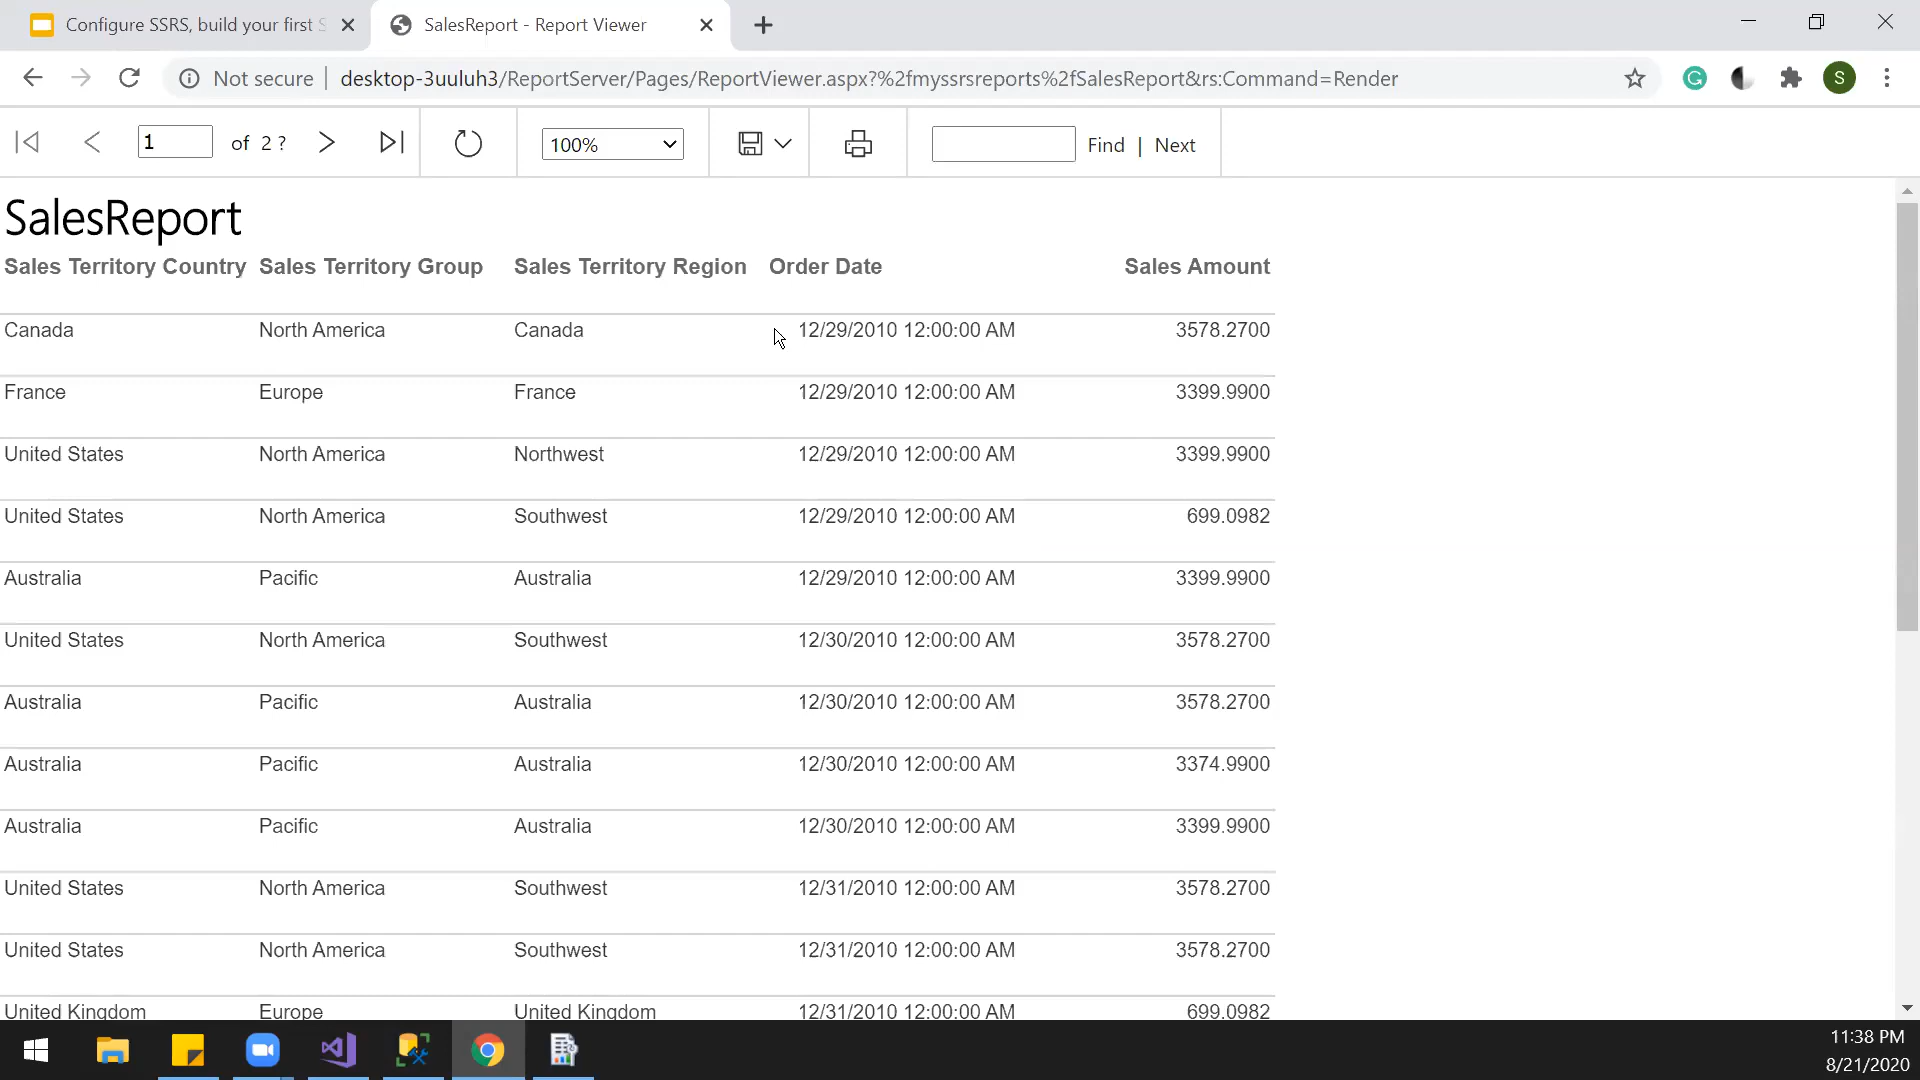 Configure SSRS, build your first S
SalesReport - Report Viewer
Not secure | desktop-3uuluh3/ReportServer/Pages/ReportViewer.aspx?%2fmyssrsreports%2fSalesReport&rs:Command=Render
S
1 of 2 ? 100% Find | Next
SalesReport
Sales Territory Country Sales Territory Group Sales Territory Region Order Date Sales Amount
Canada North America Canada 12/29/2010 12:00:00 AM 3578.2700
France Europe France 12/29/2010 12:00:00 AM 3399.9900
United States North America Northwest 12/29/2010 12:00:00 AM 3399.9900
United States North America Southwest 12/29/2010 12:00:00 AM 699.0982
Australia Pacific Australia 12/29/2010 12:00:00 AM 3399.9900
United States North America Southwest 12/30/2010 12:00:00 AM 3578.2700
Australia Pacific Australia 12/30/2010 12:00:00 AM 3578.2700
Australia Pacific Australia 12/30/2010 12:00:00 AM 3374.9900
Australia Pacific Australia 12/30/2010 12:00:00 AM 3399.9900
United States North America Southwest 12/31/2010 12:00:00 AM 3578.2700
United States North America Southwest 12/31/2010 12:00:00 AM 3578.2700
United Kingdom Europe United Kingdom 12/31/2010 12:00:00 AM 699.0982
11:38 PM
8/21/2020